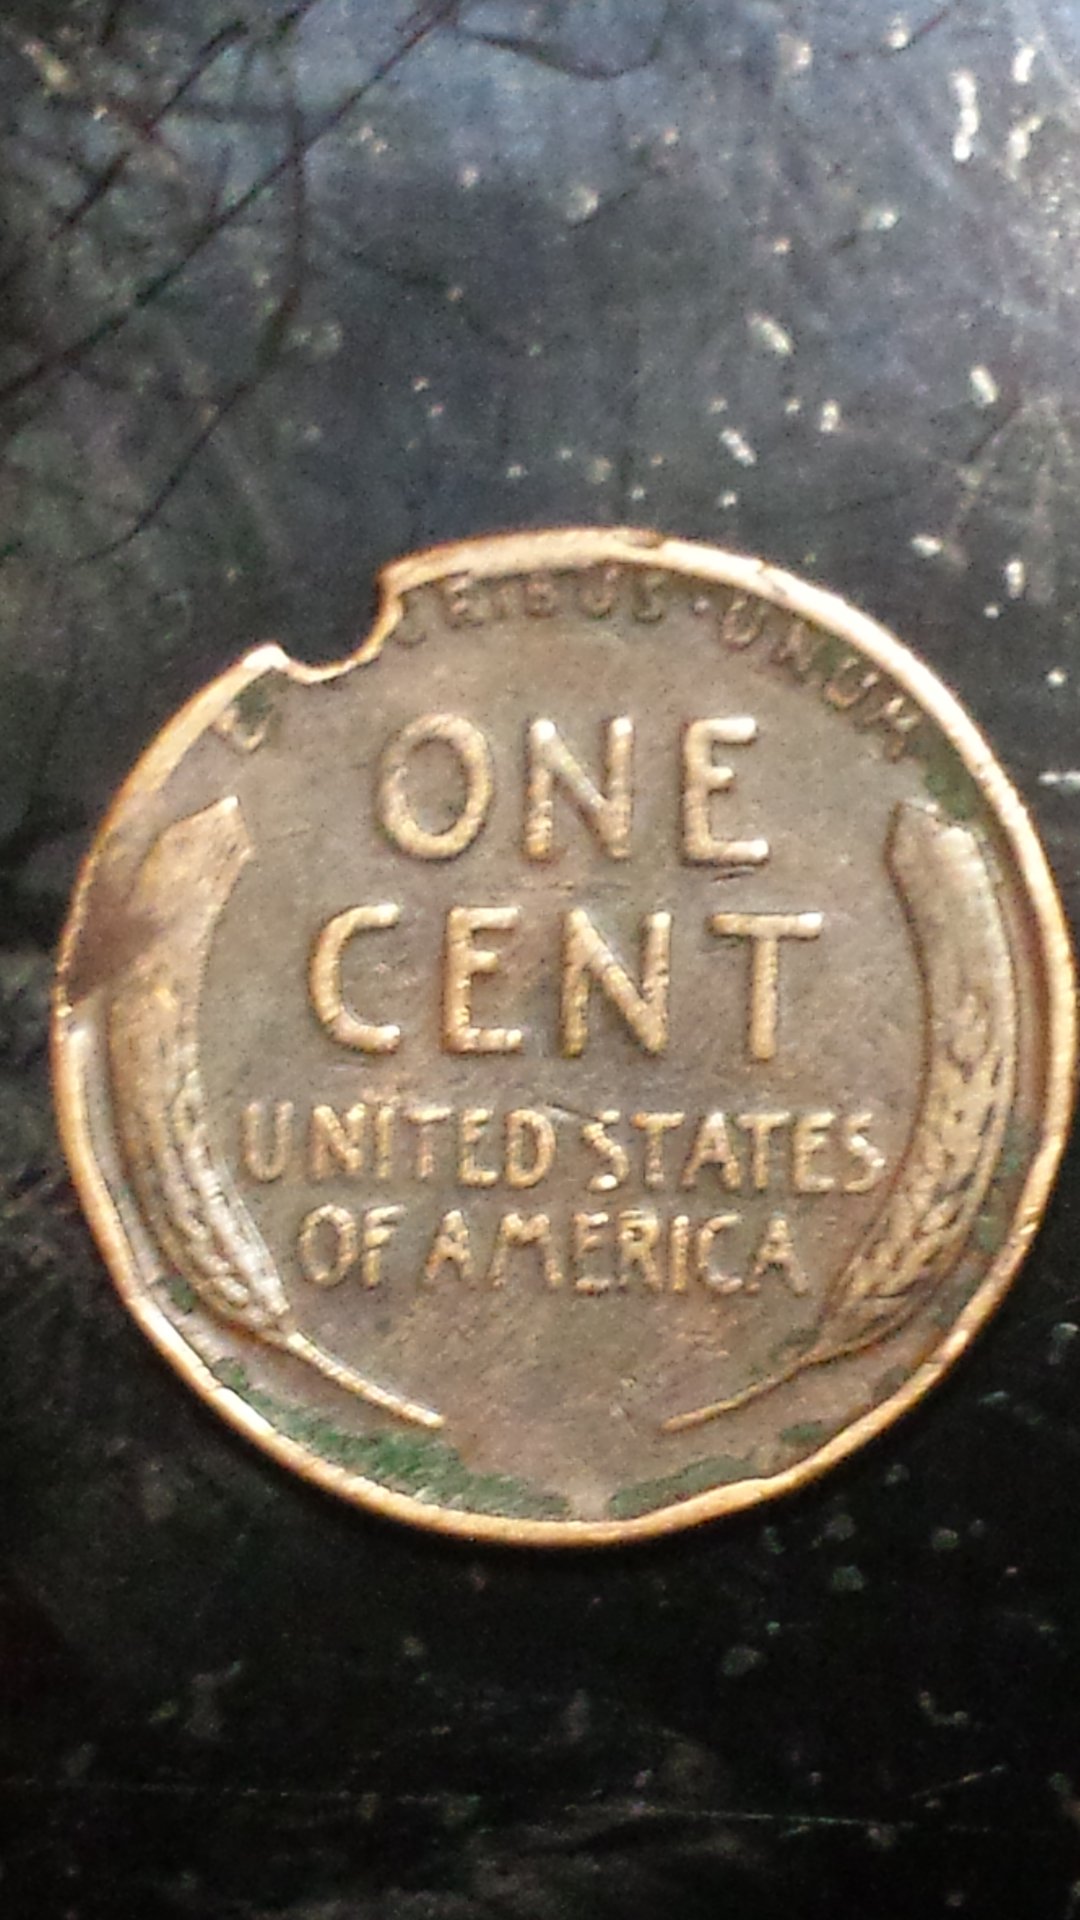 E
UNUM
ONE
CENT
UNITED STATES
OF AMERICA